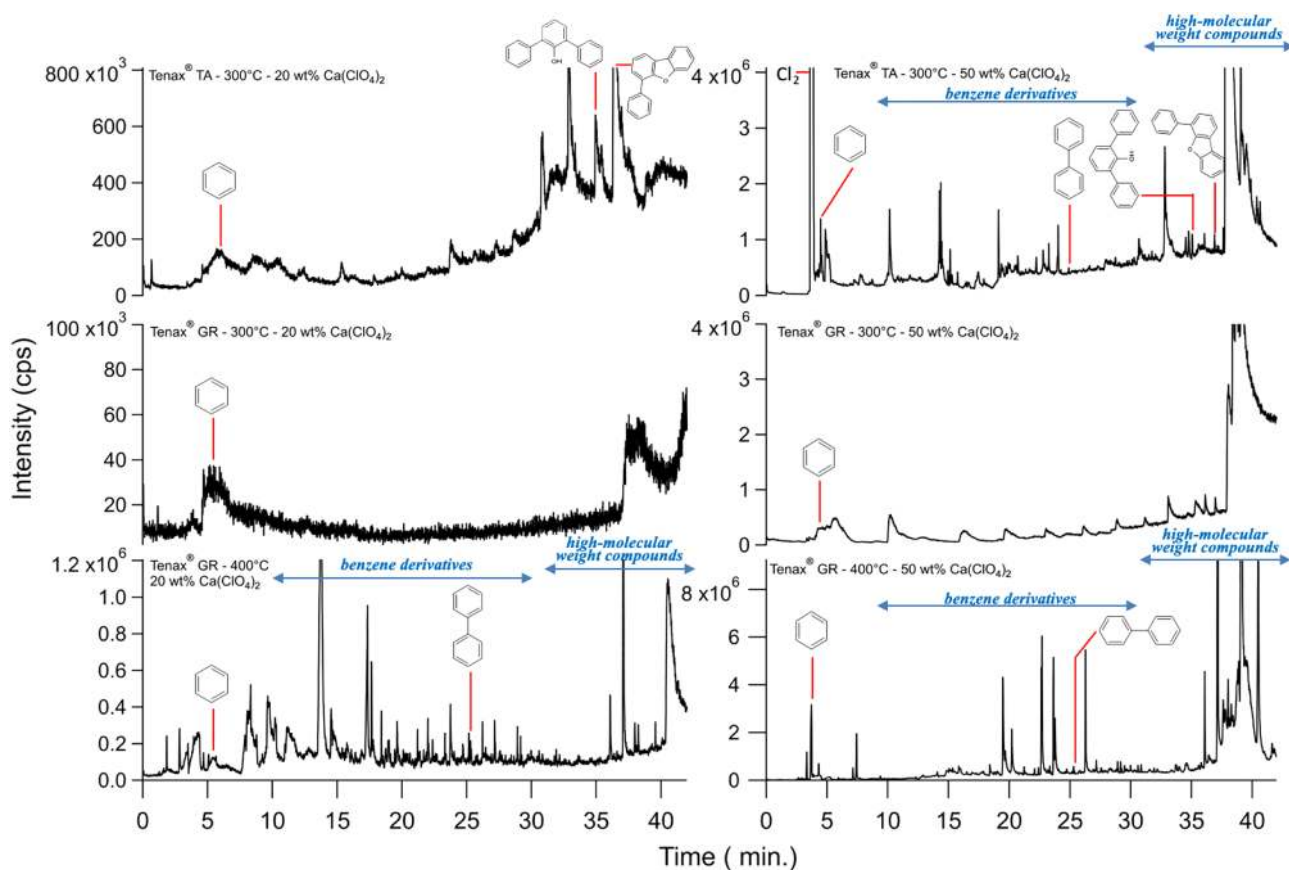 Intensity (cps)
800 x10³
600
400
200
0
Tenax® TA - 300°C - 20 wt% Ca(ClO₄)₂
OH
O
4 x10⁶
3
2
1
0
Tenax® TA - 300°C - 50 wt% Ca(ClO₄)₂
Cl₂
benzene derivatives
high-molecular
weight compounds
OH
O
100 x10³
80
60
40
20
Tenax® GR - 300°C - 20 wt% Ca(ClO₄)₂
4 x10⁶
3
2
1
0
Tenax® GR - 300°C - 50 wt% Ca(ClO₄)₂
1.2 x10⁶
1.0
0.8
0.6
0.4
0.2
0.0
Tenax® GR - 400°C
20 wt% Ca(ClO₄)₂
benzene derivatives
high-molecular
weight compounds
0 5 10 15 20 25 30 35 40
8 x10⁶
6
4
2
0
Tenax® GR - 400°C - 50 wt% Ca(ClO₄)₂
benzene derivatives
high-molecular
weight compounds
0 5 10 15 20 25 30 35 40
Time ( min.)